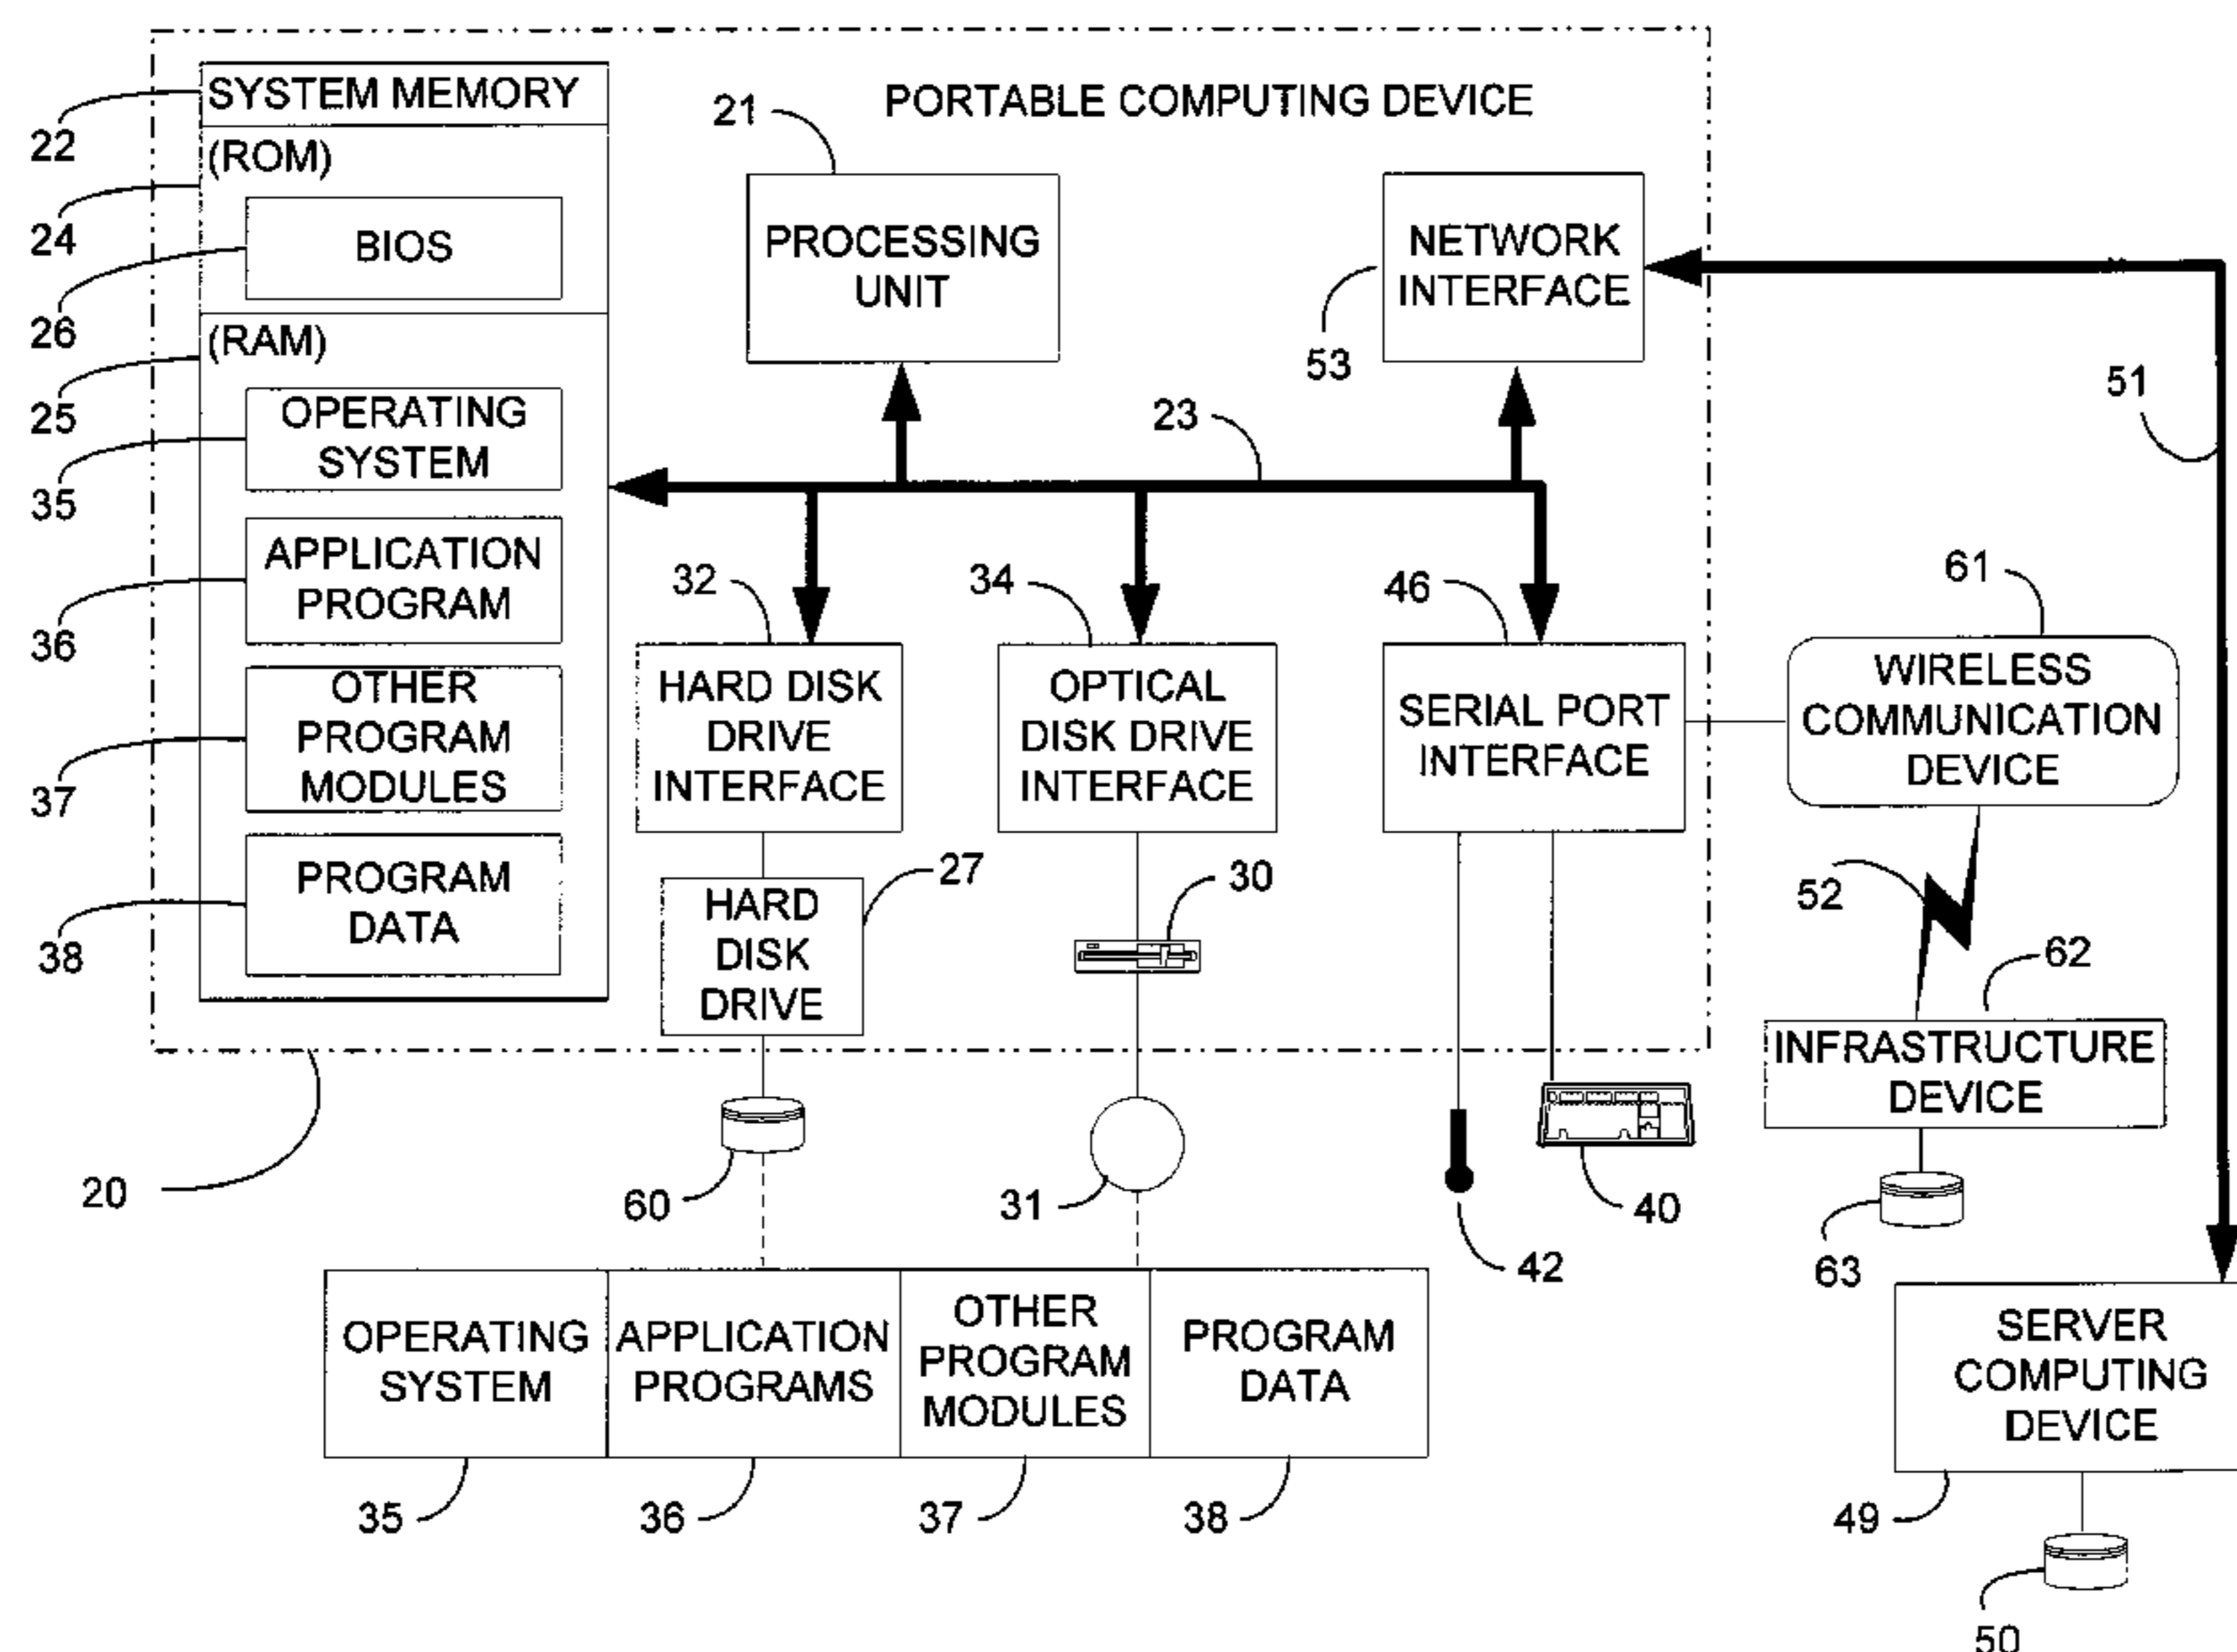 SYSTEM MEMORY
22
(ROM)
24
BIOS
26
(RAM)
25
OPERATING
SYSTEM
35
APPLICATION
PROGRAM
36
OTHER
PROGRAM
MODULES
37
PROGRAM
DATA
38
PORTABLE COMPUTING DEVICE
21
PROCESSING
UNIT
NETWORK
INTERFACE
53
23
51
32
HARD DISK
DRIVE
INTERFACE
34
OPTICAL
DISK DRIVE
INTERFACE
46
SERIAL PORT
INTERFACE
61
WIRELESS
COMMUNICATION
DEVICE
27
HARD
DISK
DRIVE
30
52
62
INFRASTRUCTURE
DEVICE
20
60
31
42
40
63
OPERATING
SYSTEM
APPLICATION
PROGRAMS
OTHER
PROGRAM
MODULES
PROGRAM
DATA
35
36
37
38
SERVER
COMPUTING
DEVICE
49
50